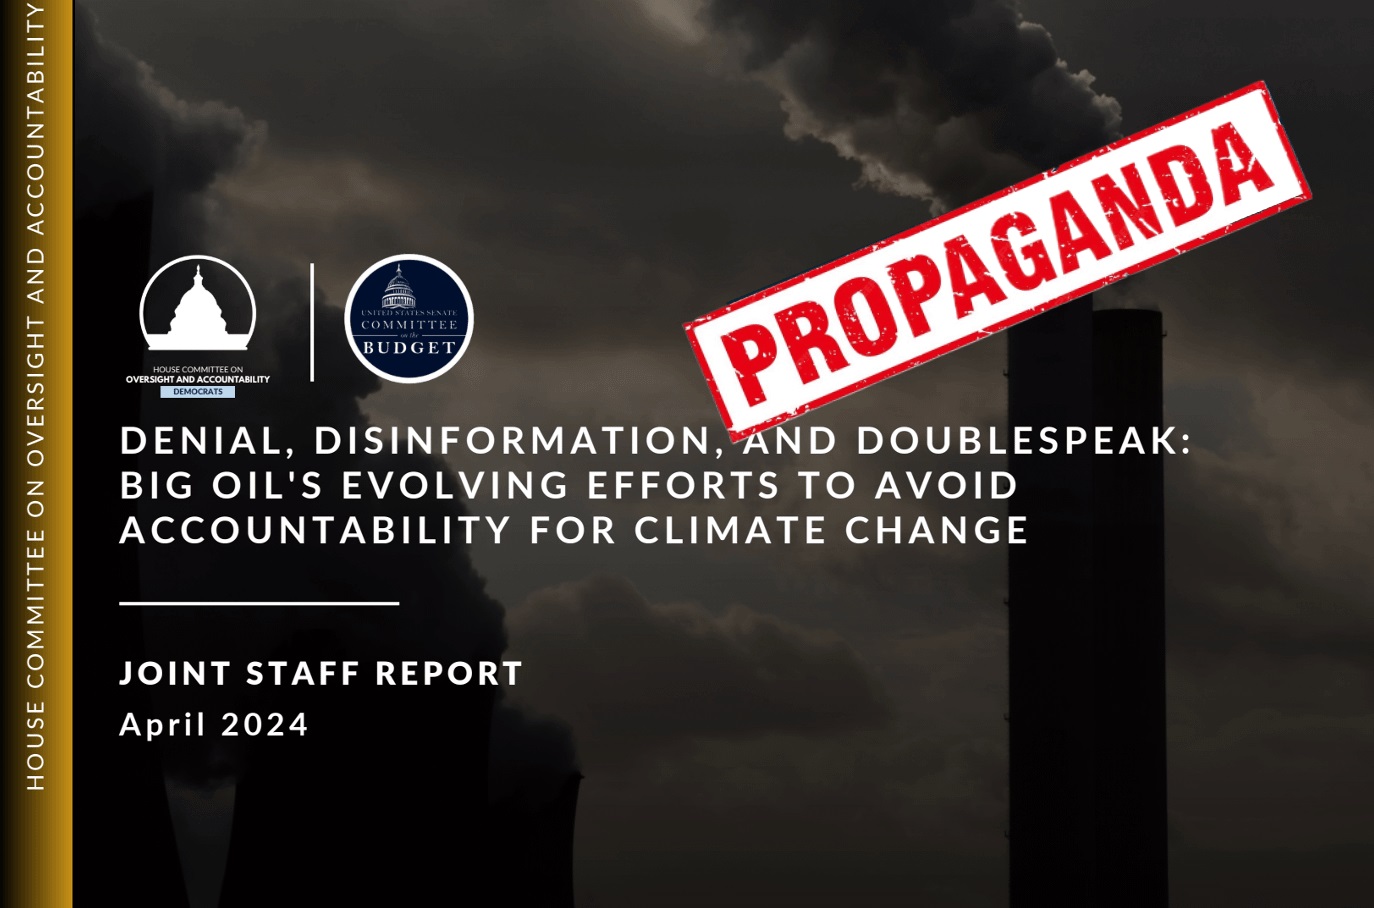 HOUSE COMMITTEE ON OVERSIGHT AND ACCOUNTABILITY
PROPAGANDA
HOUSE COMMITTEE ON
OVERSIGHT AND ACCOUNTABILITY
DEMOCRATS
UNITED STATES SENATE
COMMITTEE
on the
BUDGET
DENIAL, DISINFORMATION, AND DOUBLESPEAK:
BIG OIL'S EVOLVING EFFORTS TO AVOID
ACCOUNTABILITY FOR CLIMATE CHANGE
JOINT STAFF REPORT
April 2024